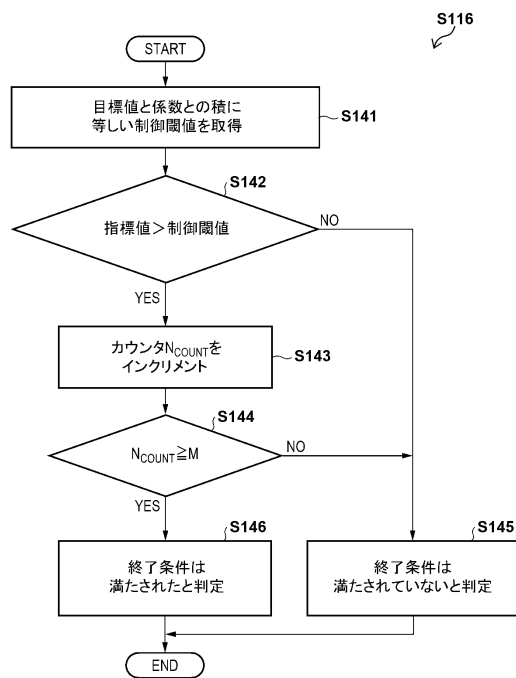 S116
START
目標値と係数との積に
等しい制御閾値を取得
S141
S142
指標値＞制御閾値
NO
YES
カウンタNCOUNTを
インクリメント
S143
S144
NCOUNT≧M
NO
YES
S146
終了条件は
満たされたと判定
S145
終了条件は
満たされていないと判定
END